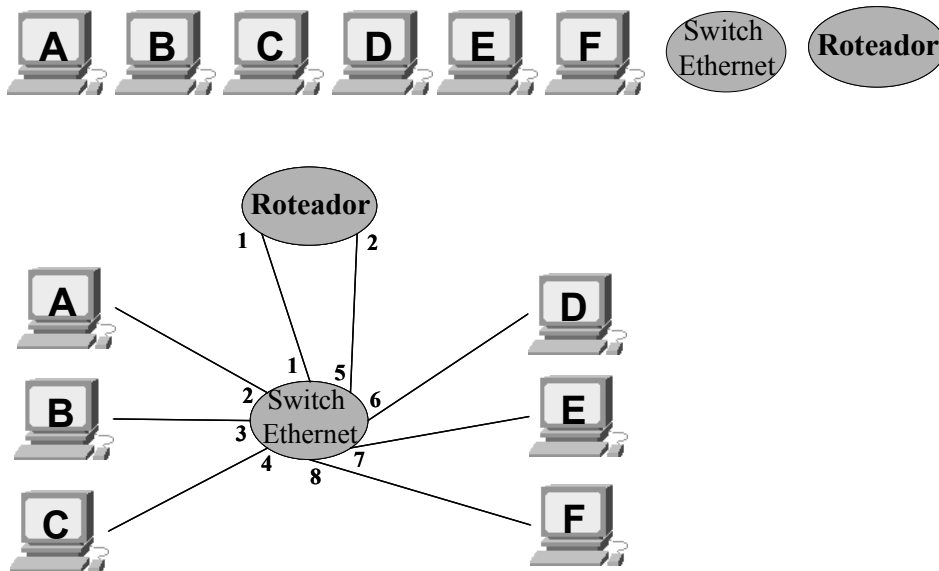 A B C D E F Switch Ethernet Roteador
Roteador
1 2
A
D
1 5
2 6
Switch Ethernet
B
E
3
4 7
8
C
F